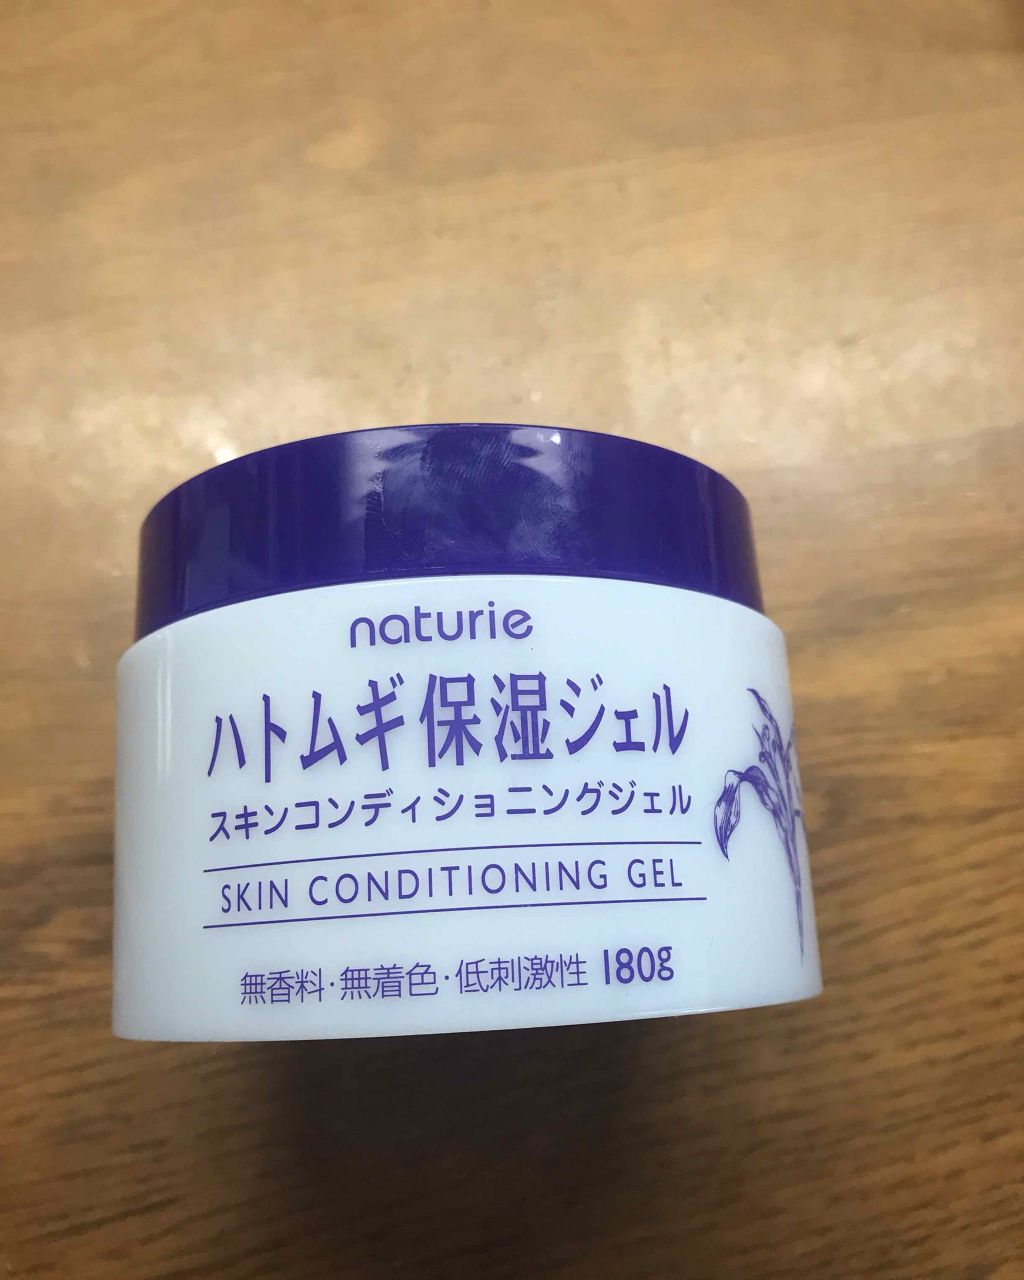 naturie
ハトムギ保湿ジェル
スキンコンディショニングジェル
SKIN CONDITIONING GEL
無香料・無着色・低刺激性 180g